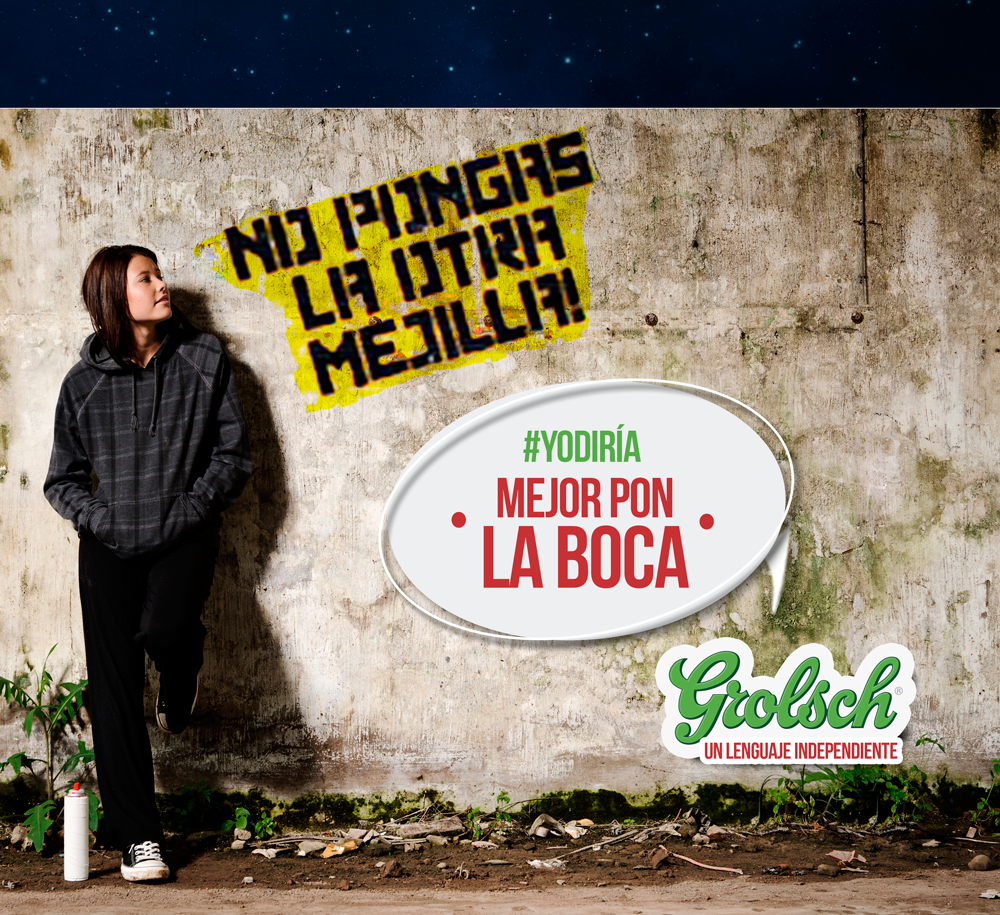 NO PONGAS
LA OTRA
MEJILLA!
#YODIRÍA
• MEJOR PON •
LA BOCA
Grolsch®
UN LENGUAJE INDEPENDIENTE